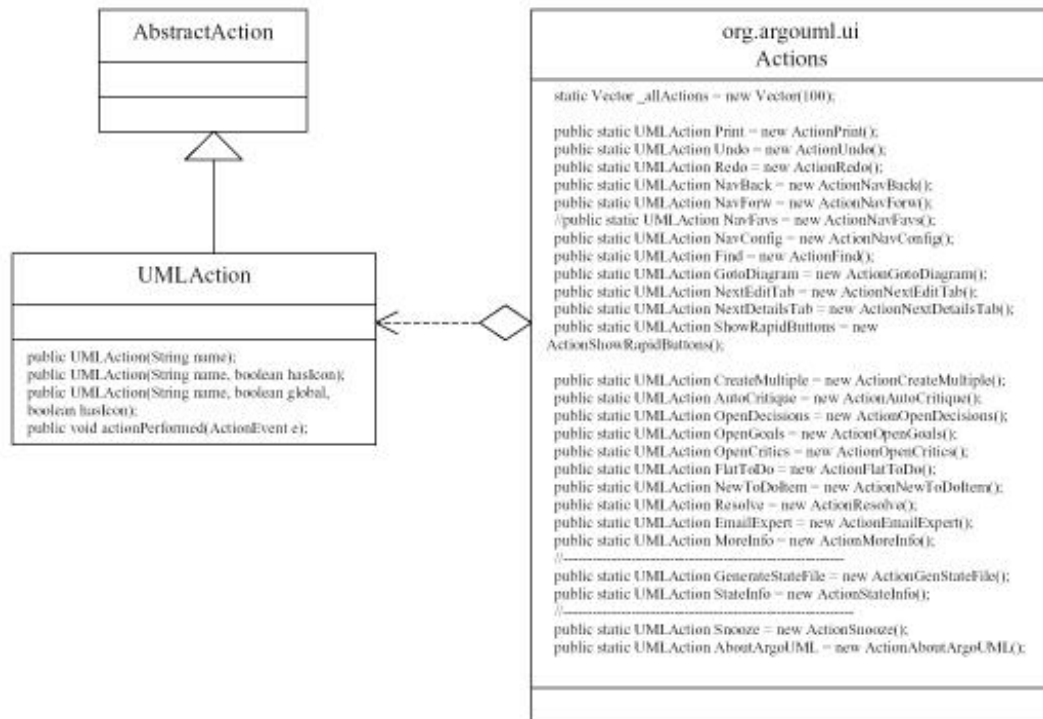 AbstractAction
UMLAction
public UMLAction(String name);
public UMLAction(String name, boolean hasIcon);
public UMLAction(String name, boolean global,
boolean hasIcon);
public void actionPerformed(ActionEvent e);
org.argouml.ui
Actions
static Vector _allActions = new Vector(100);
public static UMLAction Print = new ActionPrint();
public static UMLAction Undo = new ActionUndo();
public static UMLAction Redo = new ActionRedo();
public static UMLAction NavBack = new ActionNavBack();
public static UMLAction NavForw = new ActionNavForw();
//public static UMLAction NavFavs = new ActionNavFavs();
public static UMLAction NavConfig = new ActionNavConfig();
public static UMLAction Find = new ActionFind();
public static UMLAction GotoDiagram = new ActionGotoDiagram();
public static UMLAction NextEditTab = new ActionNextEditTab();
public static UMLAction NextDetailsTab = new ActionNextDetailsTab();
public static UMLAction ShowRapidButtons = new
ActionShowRapidButtons();
public static UMLAction CreateMultiple = new ActionCreateMultiple();
public static UMLAction AutoCritique = new ActionAutoCritique();
public static UMLAction OpenDecisions = new ActionOpenDecisions();
public static UMLAction OpenGoals = new ActionOpenGoals();
public static UMLAction OpenCritics = new ActionOpenCritics();
public static UMLAction FlatToDo = new ActionFlatToDo();
public static UMLAction NewToDoItem = new ActionNewToDoItem();
public static UMLAction Resolve = new ActionResolve();
public static UMLAction EmailExpert = new ActionEmailExpert();
public static UMLAction MoreInfo = new ActionMoreInfo();
//----------------------------------------------------------------
public static UMLAction GenerateStateFile = new ActionGenStateFile();
public static UMLAction StateInfo = new ActionStateInfo();
//------------------------------------------------------------------
public static UMLAction Snooze = new ActionSnooze();
public static UMLAction AboutArgoUML = new ActionAboutArgoUML();